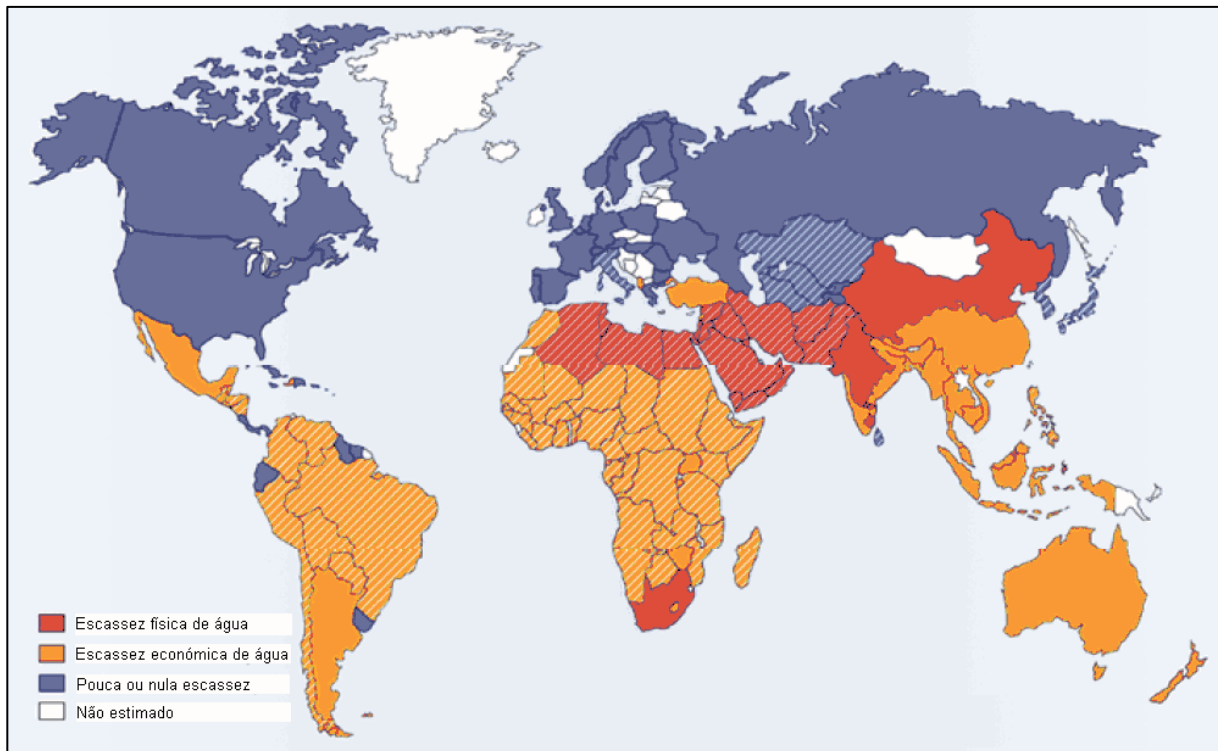 Escassez física de água
Escassez económica de água
Pouca ou nula escassez
Não estimado